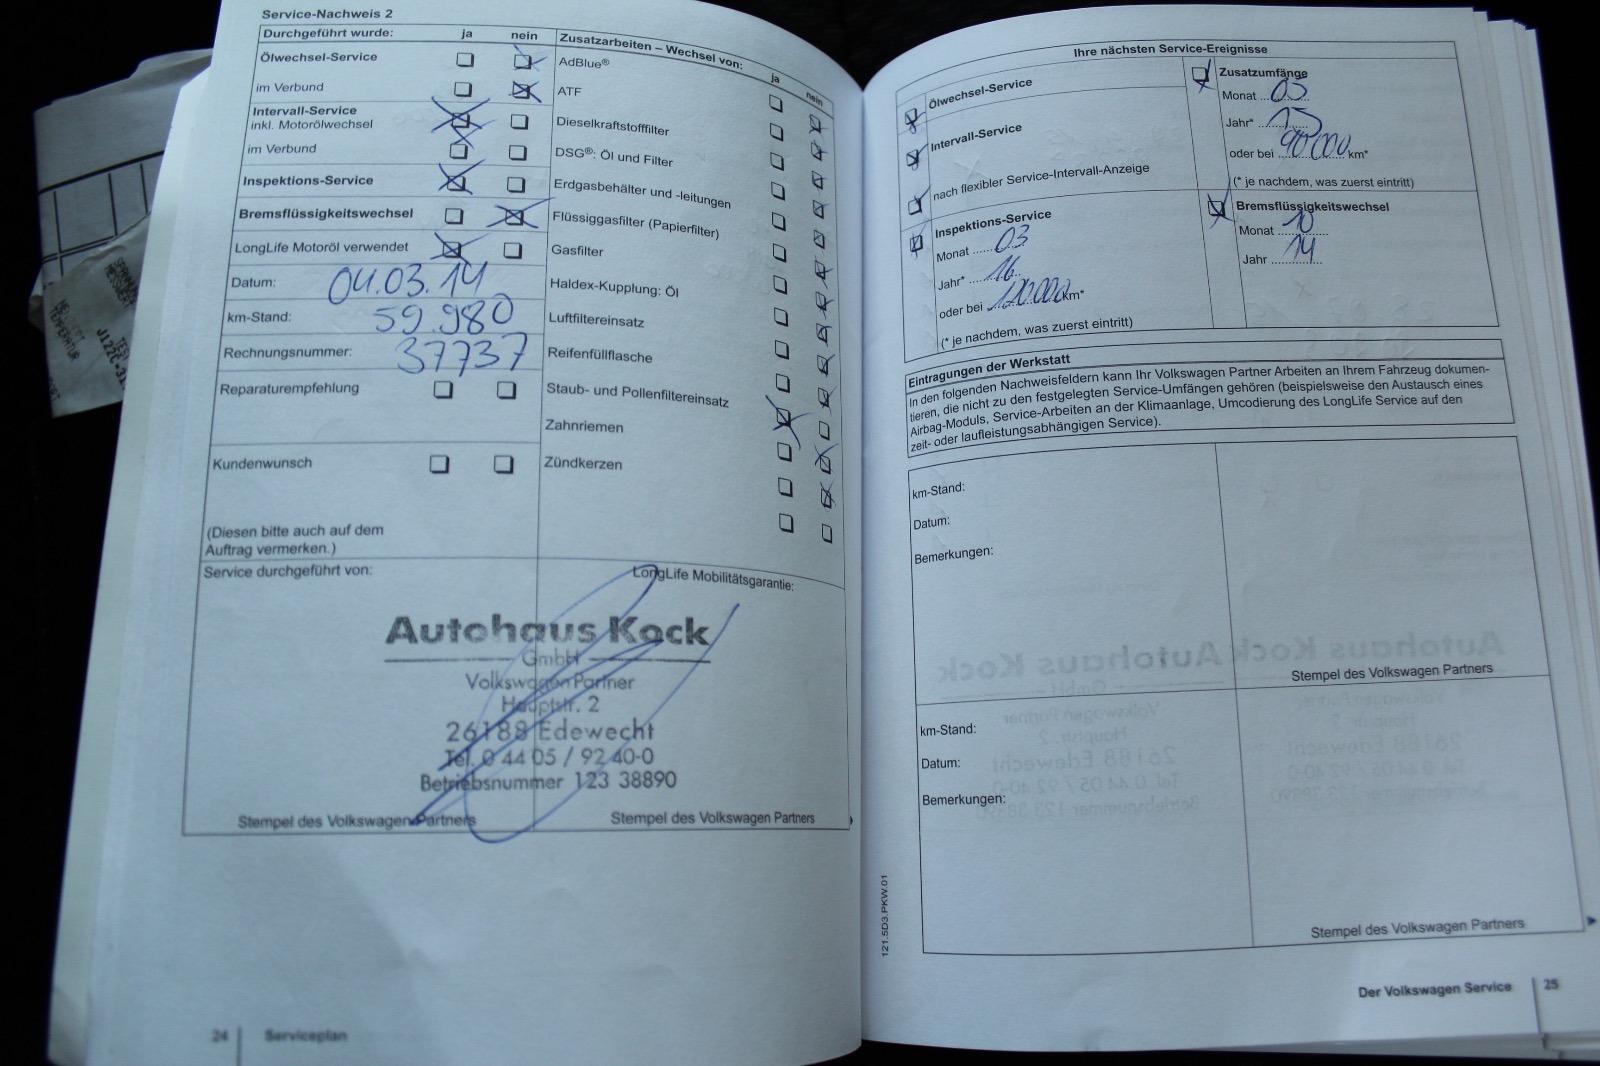 Service-Nachweis 2
Durchgeführt wurde: ja nein
Ölwechsel-Service
im Verbund
Intervall-Service
inkl. Motorölwechsel
im Verbund
Inspektions-Service
Bremsflüssigkeitswechsel
LongLife Motoröl verwendet
Datum: 04.03.14
km-Stand: 59.980
Rechnungsnummer: 37737
Reparaturempfehlung
Kundenwunsch
(Diesen bitte auch auf dem
Auftrag vermerken.)
Zusatzarbeiten – Wechsel von: ja nein
AdBlue®
ATF
Dieselkraftstofffilter
DSG®: Öl und Filter
Erdgasbehälter und -leitungen
Flüssiggasfilter (Papierfilter)
Gasfilter
Haldex-Kupplung: Öl
Luftfiltereinsatz
Reifenfüllflasche
Staub- und Pollenfiltereinsatz
Zahnriemen
Zündkerzen
Service durchgeführt von:
LongLife Mobilitätsgarantie:
Autohaus Kock
GmbH
Volkswagen Partner
Hauptstr. 2
26188 Edewecht
Tel. 0 44 05 / 92 40-0
Betriebsnummer 123 38890
Stempel des Volkswagen Partners
Stempel des Volkswagen Partners
24 Serviceplan
Ihre nächsten Service-Ereignisse
Ölwechsel-Service
Intervall-Service
nach flexibler Service-Intervall-Anzeige
Inspektions-Service
Monat 03
Jahr* 16
oder bei 120000 km*
(* je nachdem, was zuerst eintritt)
Zusatzumfänge
Monat 03
Jahr* 15
oder bei 90000 km*
(* je nachdem, was zuerst eintritt)
Bremsflüssigkeitswechsel
Monat 10
Jahr 14
Eintragungen der Werkstatt
In den folgenden Nachweisfeldern kann Ihr Volkswagen Partner Arbeiten an Ihrem Fahrzeug dokumen-
tieren, die nicht zu den festgelegten Service-Umfängen gehören (beispielsweise den Austausch eines
Airbag-Moduls, Service-Arbeiten an der Klimaanlage, Umcodierung des LongLife Service auf den
zeit- oder laufleistungsabhängigen Service).
km-Stand:
Datum:
Bemerkungen:
Stempel des Volkswagen Partners
km-Stand:
Datum:
Bemerkungen:
Stempel des Volkswagen Partners
121.5D3.PKW.01
Der Volkswagen Service 25